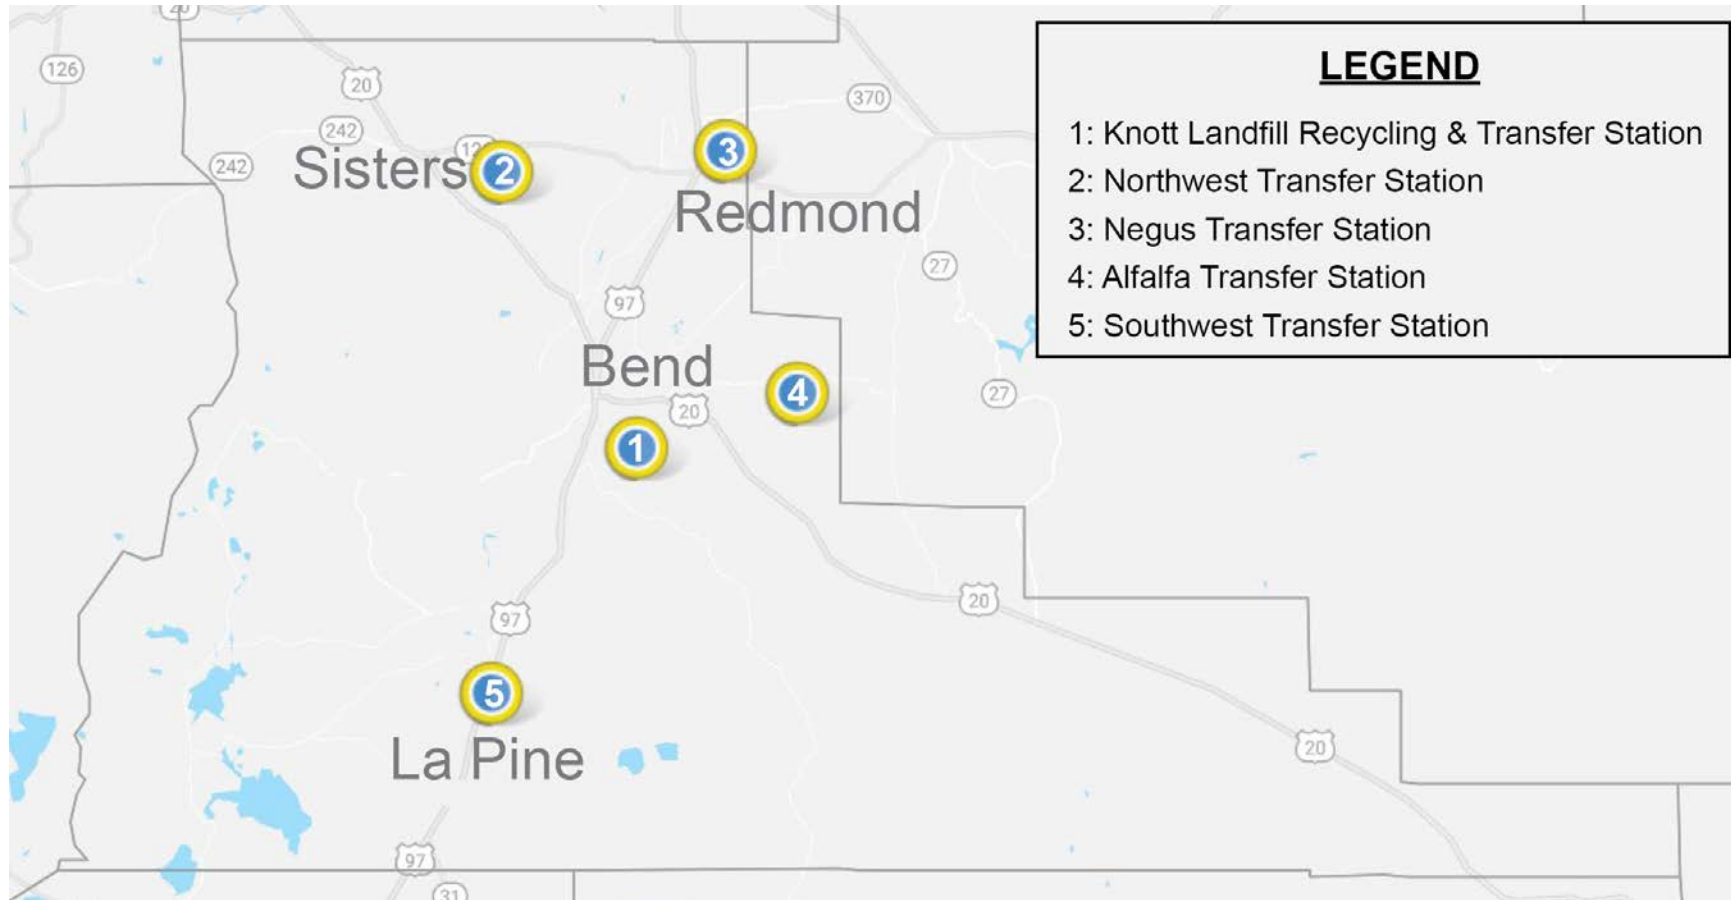 20
126
20
242
242
126
Sisters
2
3
Redmond
370
27
97
Bend
4
20
1
27
97
20
5
La Pine
20
97
31
LEGEND
1: Knott Landfill Recycling & Transfer Station
2: Northwest Transfer Station
3: Negus Transfer Station
4: Alfalfa Transfer Station
5: Southwest Transfer Station